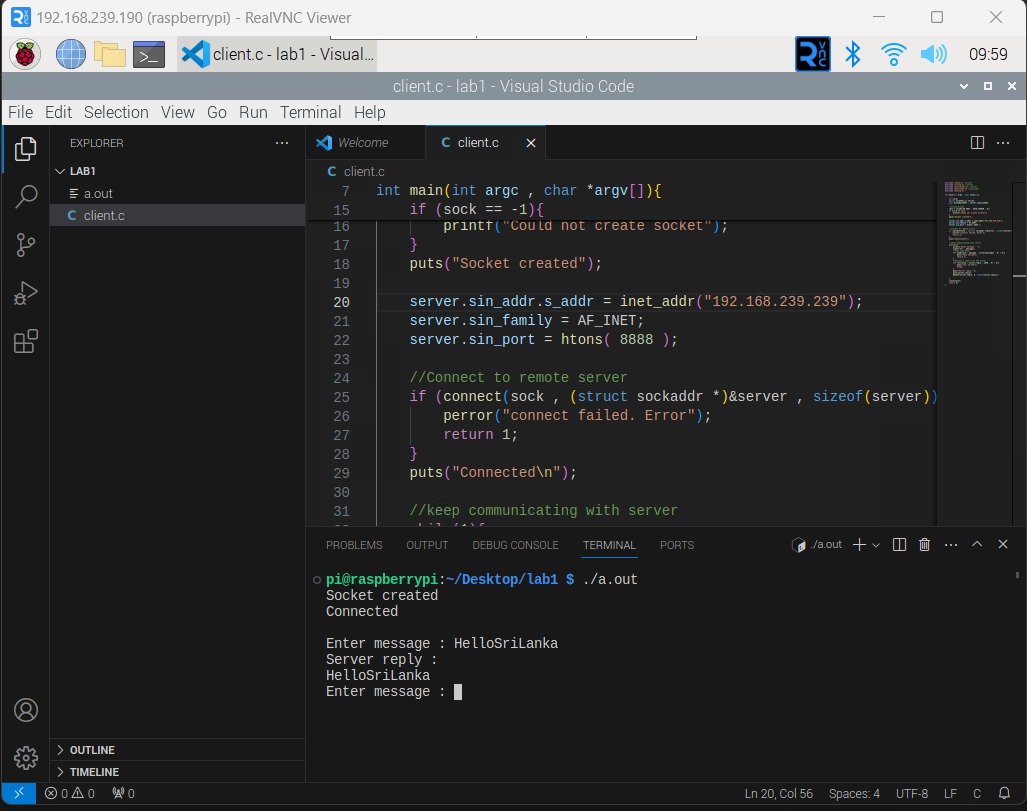 192.168.239.190 (raspberrypi) - RealVNC Viewer
client.c - lab1 - Visual...
09:59
client.c - lab1 - Visual Studio Code
File Edit Selection View Go Run Terminal Help
EXPLORER
Welcome
client.c
LAB1
a.out
client.c
client.c
7 int main(int argc , char *argv[]){
15 if (sock == -1){
16 printf("Could not create socket");
17 }
18 puts("Socket created");
19
20 server.sin_addr.s_addr = inet_addr("192.168.239.239");
21 server.sin_family = AF_INET;
22 server.sin_port = htons( 8888 );
23
24 //Connect to remote server
25 if (connect(sock , (struct sockaddr *)&server , sizeof(server))
26 perror("connect failed. Error");
27 return 1;
28 }
29 puts("Connected\n");
30
31 //keep communicating with server
PROBLEMS OUTPUT DEBUG CONSOLE TERMINAL PORTS
./a.out
pi@raspberrypi:~/Desktop/lab1 $ ./a.out
Socket created
Connected
Enter message : HelloSriLanka
Server reply :
HelloSriLanka
Enter message :
OUTLINE
TIMELINE
0 0 0
Ln 20, Col 56 Spaces: 4 UTF-8 LF C